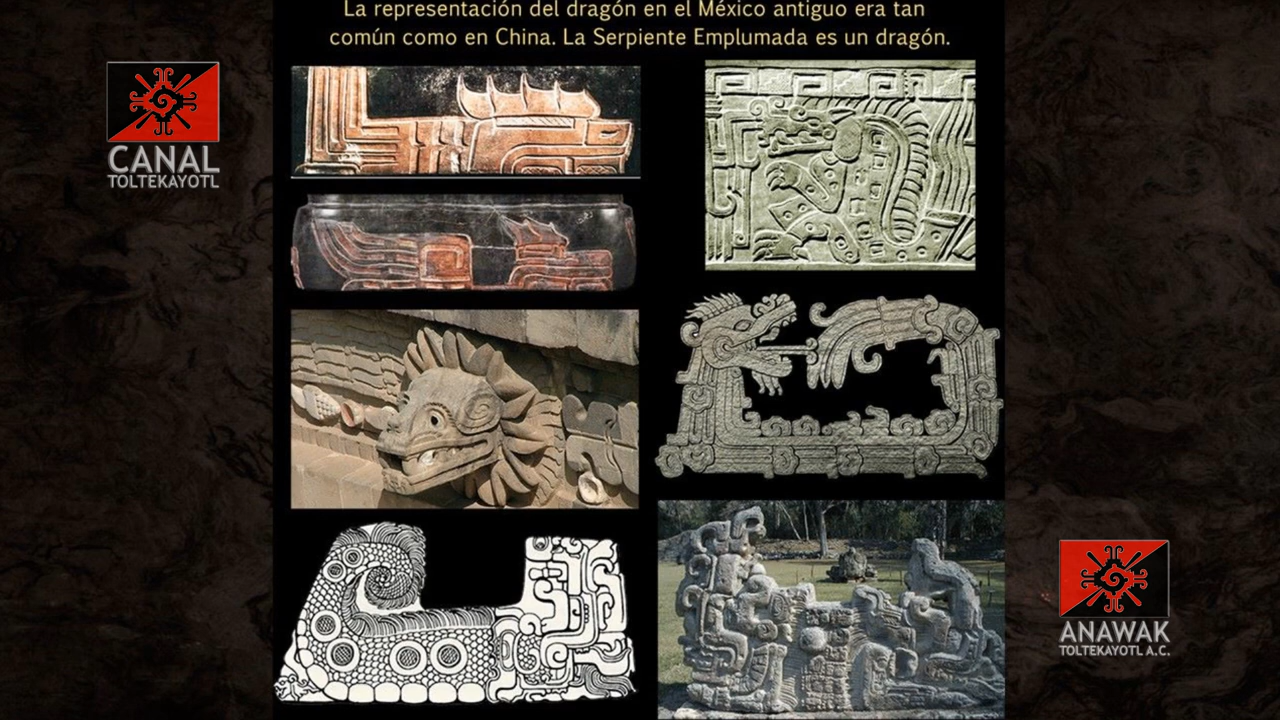 La representación del dragón en el México antiguo era tan
común como en China. La Serpiente Emplumada es un dragón.
CANAL
TOLTEKAYOTL
ANAWAK
TOLTEKAYOTL A.C.